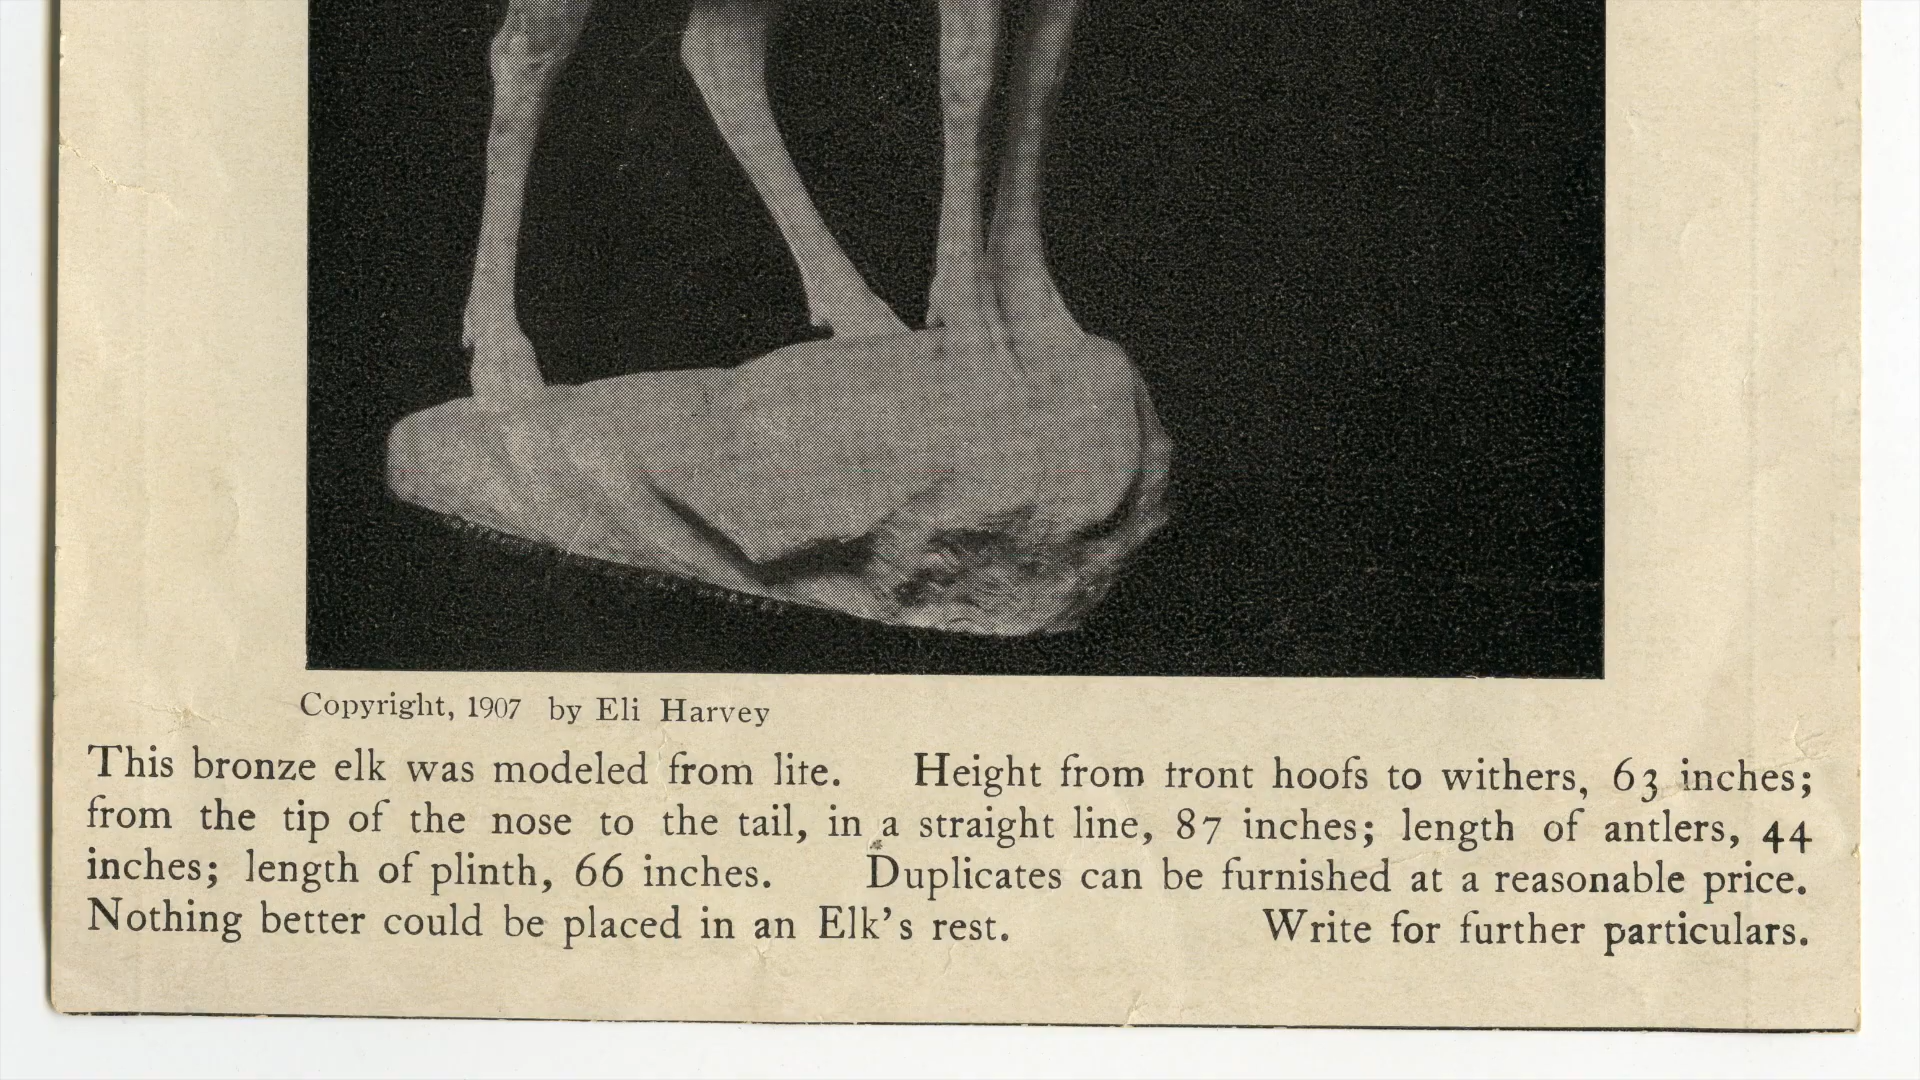 Copyright, 1907 by Eli Harvey
This bronze elk was modeled from life. Height from front hoofs to withers, 63 inches;
from the tip of the nose to the tail, in a straight line, 87 inches; length of antlers, 44
inches; length of plinth, 66 inches. Duplicates can be furnished at a reasonable price.
Nothing better could be placed in an Elk's rest. Write for further particulars.